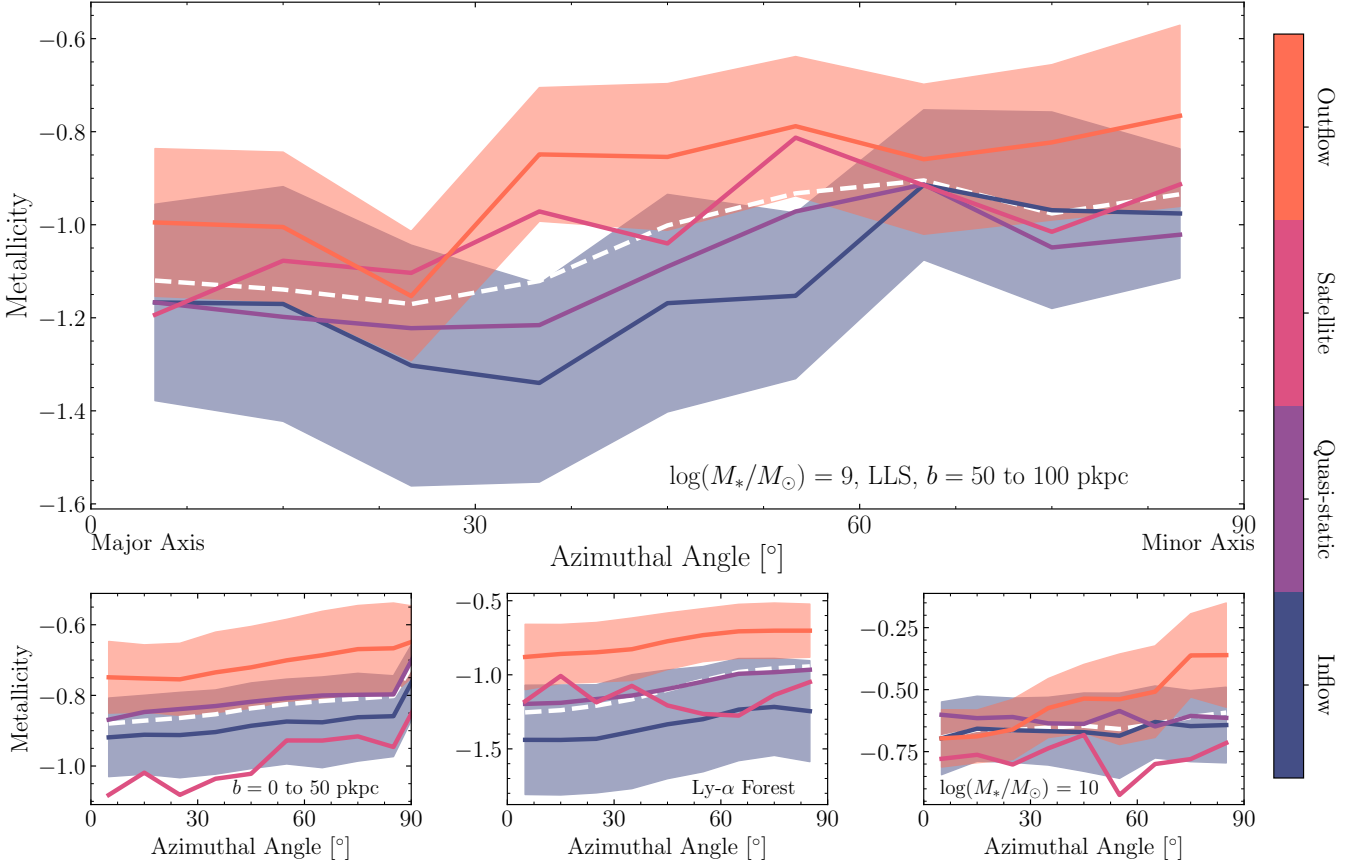 −0.6
−0.8
−1.0
−1.2
−1.4
−1.6
Metallicity
log(M*/M⊙) = 9, LLS, b = 50 to 100 pkpc
0 30 60 90
Major Axis
Azimuthal Angle [°]
Minor Axis
Outflow
Satellite
Quasi-static
Inflow
−0.6
−0.8
−1.0
Metallicity
b = 0 to 50 pkpc
0 30 60 90
Azimuthal Angle [°]
−0.5
−1.0
−1.5
Ly-α Forest
0 30 60 90
Azimuthal Angle [°]
−0.25
−0.50
−0.75
log(M*/M⊙) = 10
0 30 60 90
Azimuthal Angle [°]